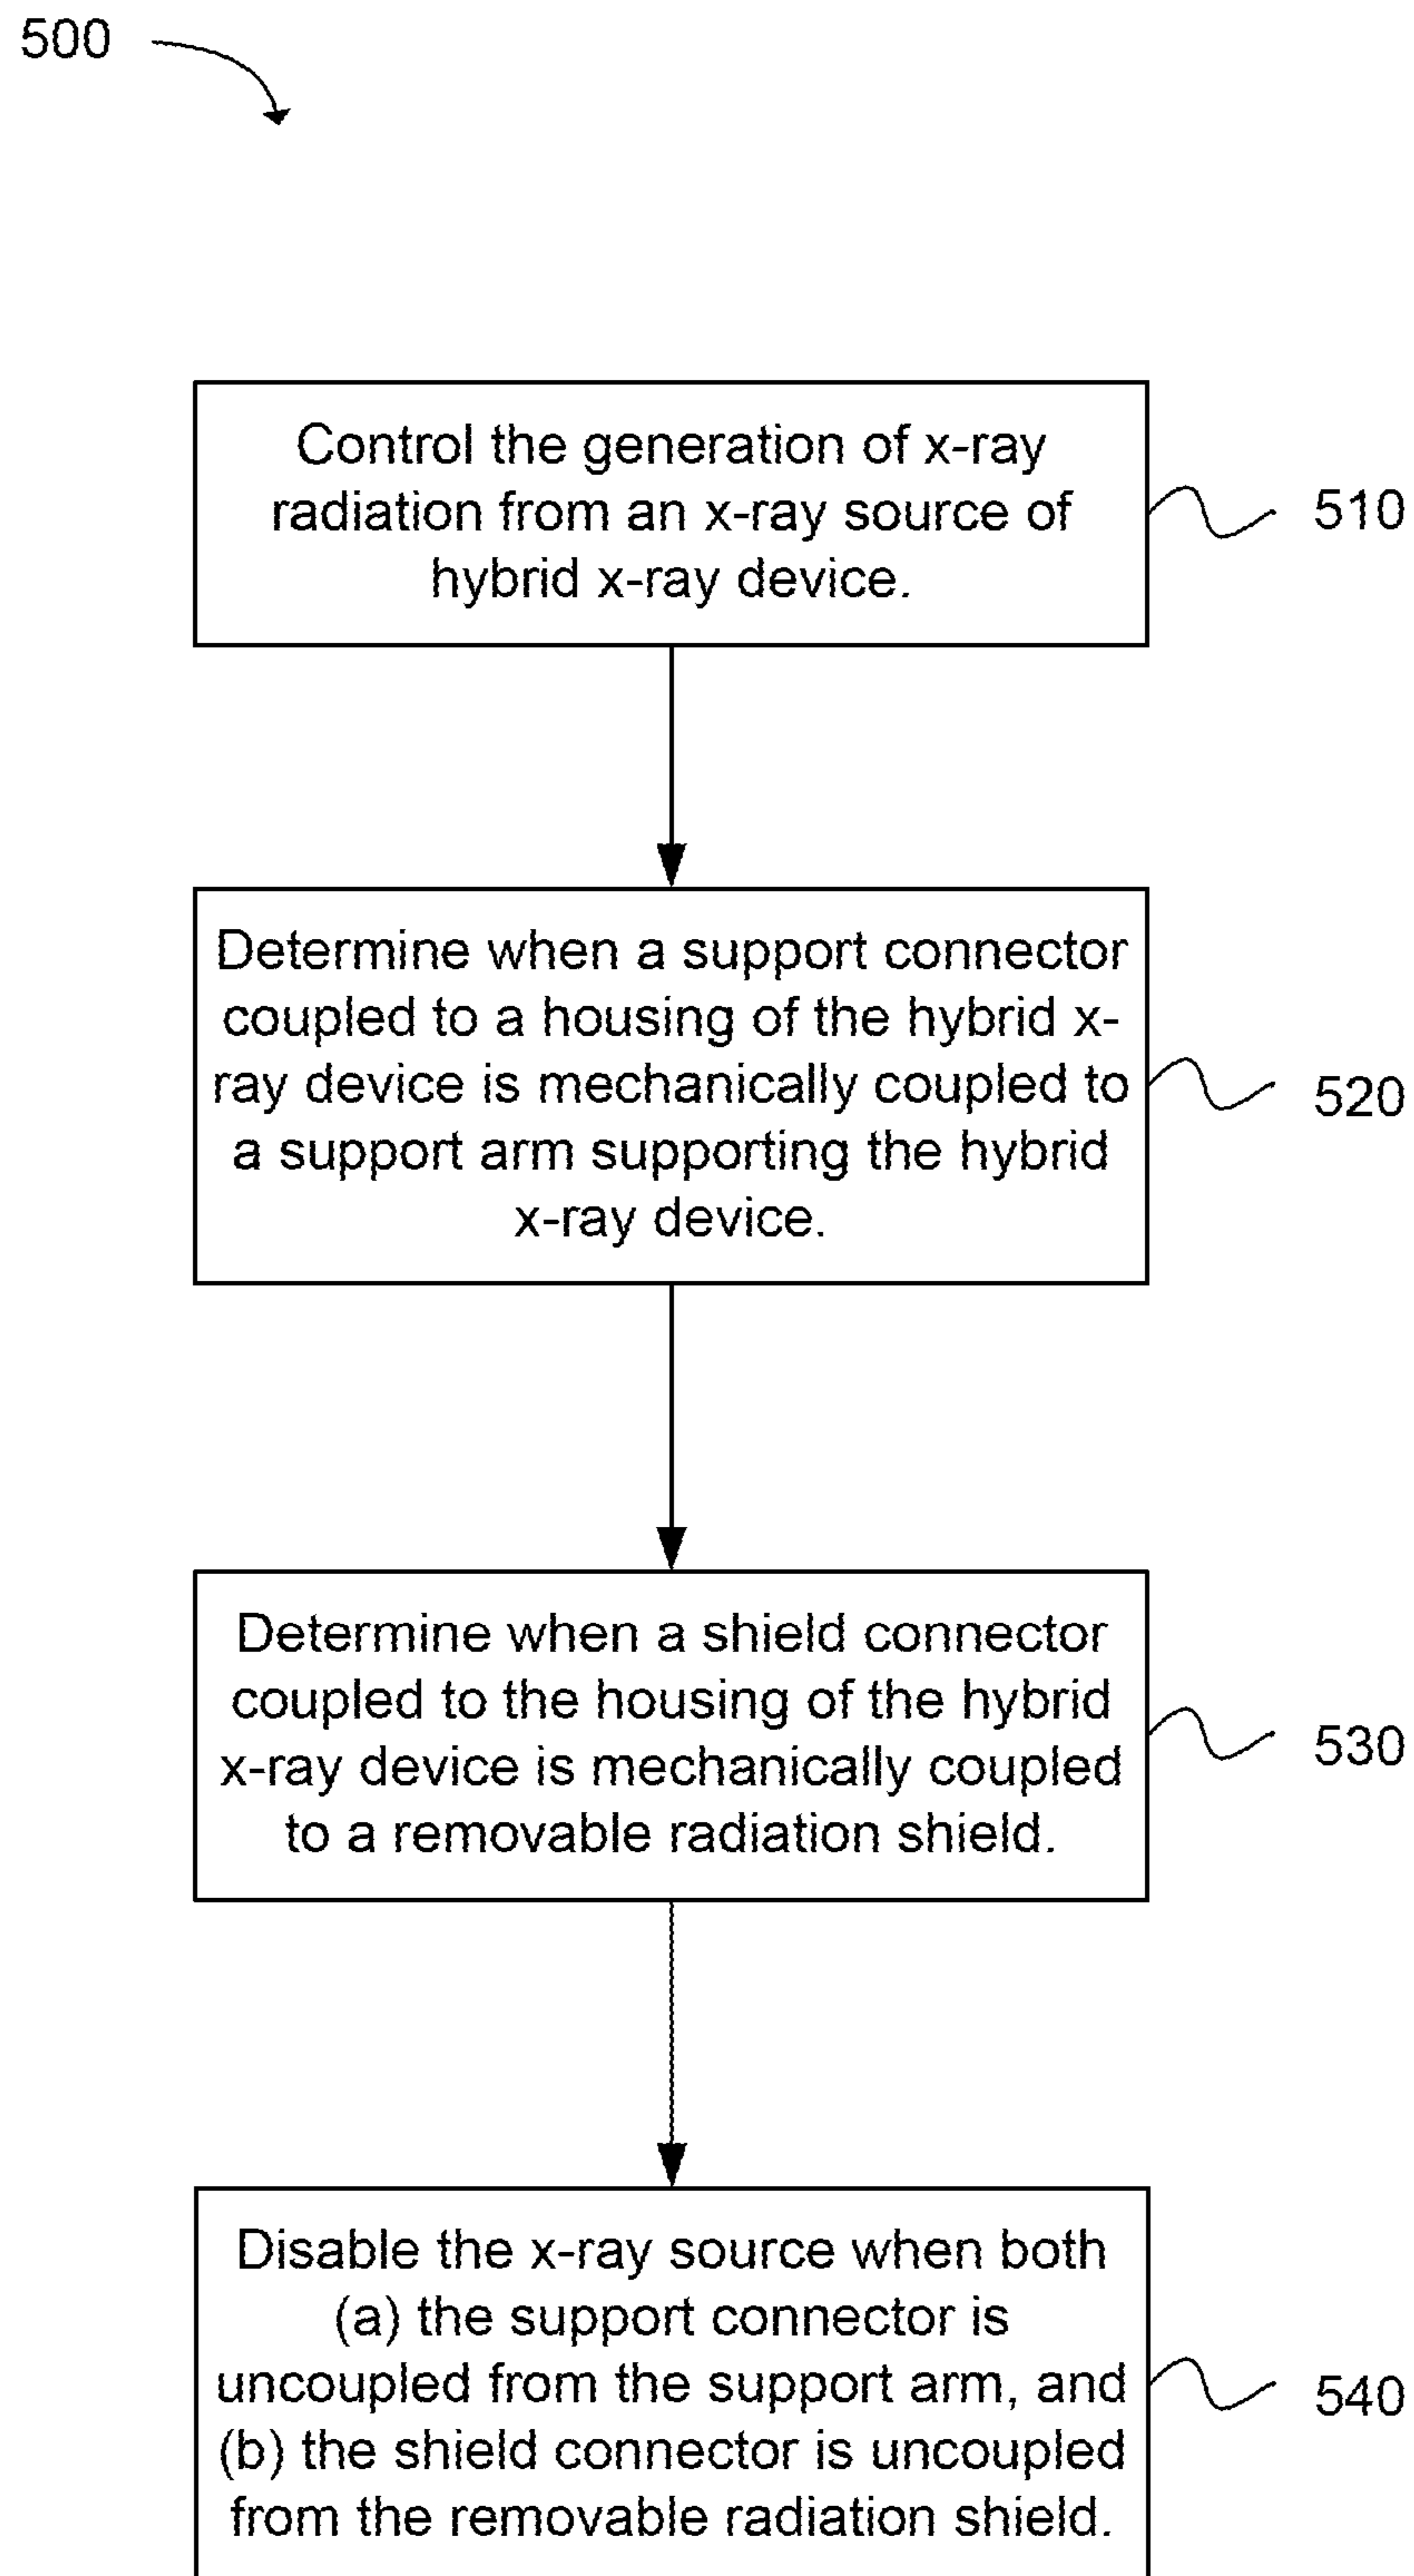 500
Control the generation of x-ray
radiation from an x-ray source of
hybrid x-ray device.
510
Determine when a support connector
coupled to a housing of the hybrid x-
ray device is mechanically coupled to
a support arm supporting the hybrid
x-ray device.
520
Determine when a shield connector
coupled to the housing of the hybrid
x-ray device is mechanically coupled
to a removable radiation shield.
530
Disable the x-ray source when both
(a) the support connector is
uncoupled from the support arm, and
(b) the shield connector is uncoupled
from the removable radiation shield.
540